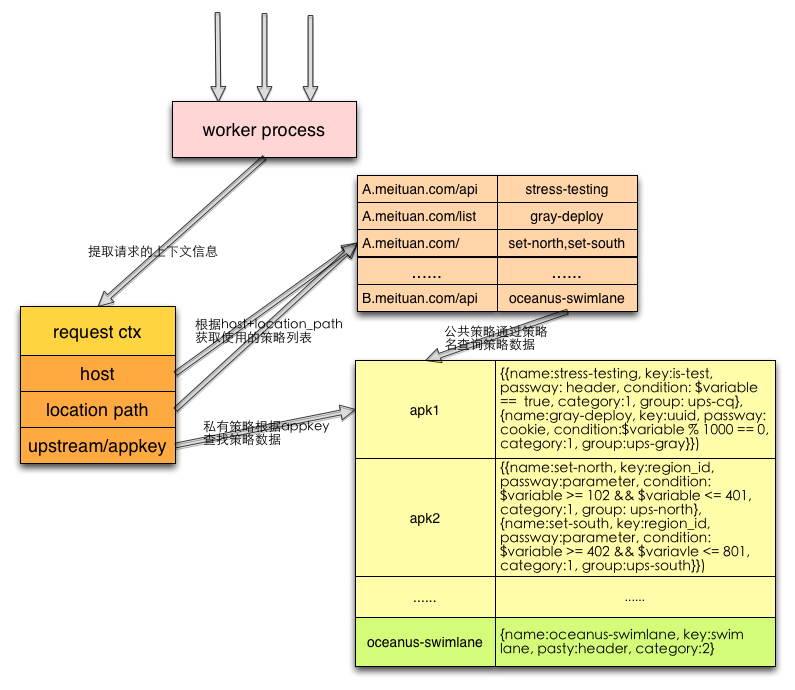 worker process
A.meituan.com/api stress-testing
A.meituan.com/list gray-deploy
A.meituan.com/ set-north,set-south
...... ......
B.meituan.com/api oceanus-swimlane
提取请求的上下文信息
request ctx
host
location path
upstream/appkey
根据host+location_path
获取使用的策略列表
公共策略通过策略
名查询策略数据
私有策略根据appkey
查找策略数据
apk1
{{name:stress-testing, key:is-test,
passway: header, condition: $variable
== true, category:1, group: ups-cq},
{name:gray-deploy, key:uuid, passway:
cookie, condition:$variable % 1000 == 0,
category:1, group:ups-gray}})
apk2
{{name:set-north, key:region_id,
passway:parameter, condition:
$variable >= 102 && $variable <= 401,
category:1, group: ups-north},
{name:set-south, key:region_id,
passway:parameter, condition:
$variable >= 402 && $variavle <= 801,
category:1, group:ups-south}})
...... ......
oceanus-swimlane
{name:oceanus-swimlane, key:swim
lane, pasty:header, category:2}